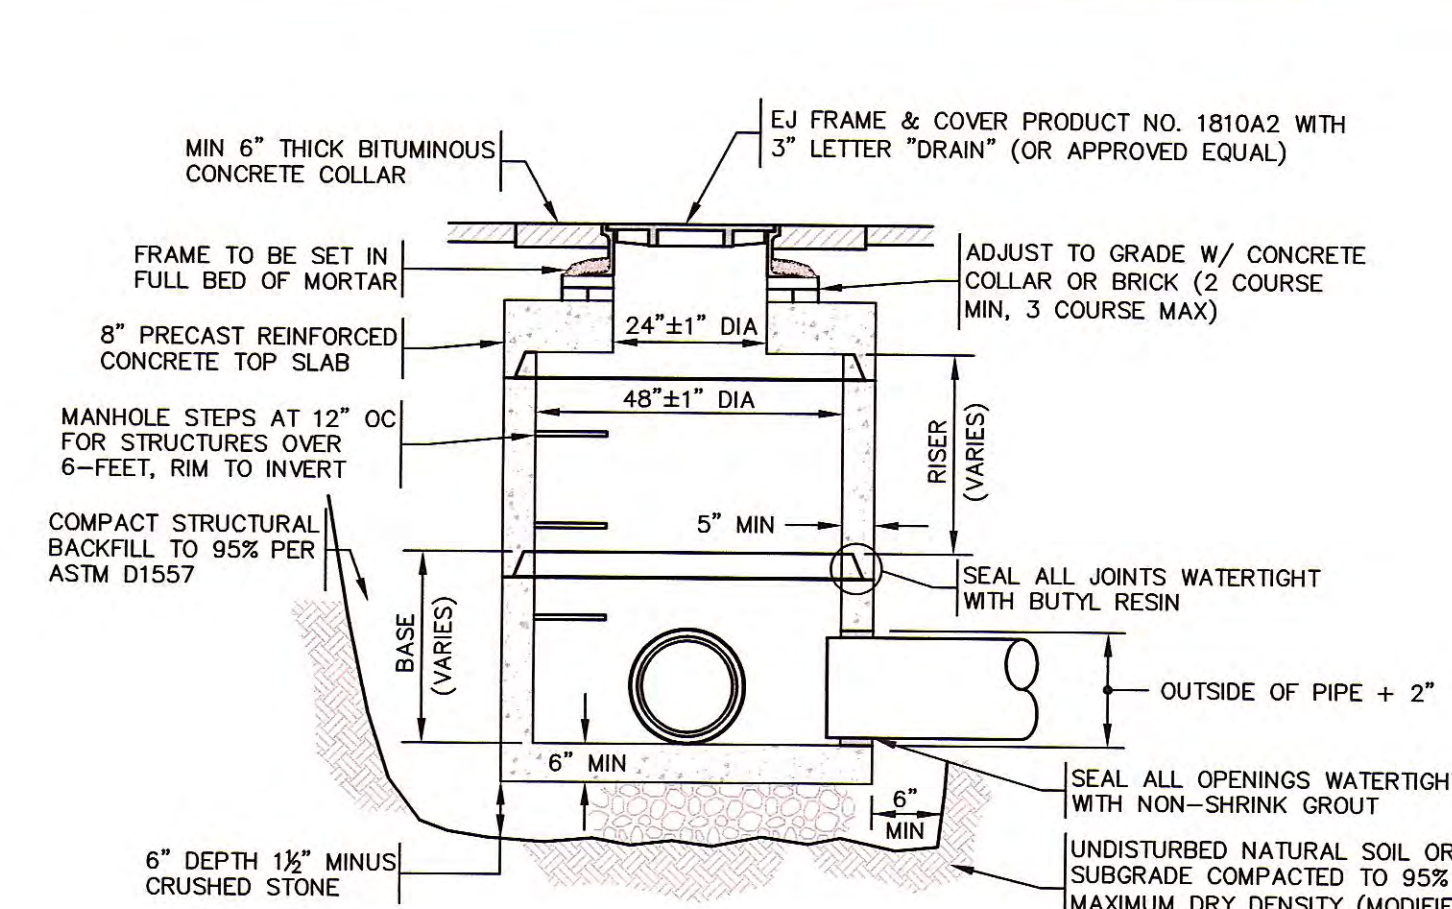 EJ FRAME & COVER PRODUCT NO. 1810A2 WITH
3" LETTER "DRAIN" (OR APPROVED EQUAL)
MIN 6" THICK BITUMINOUS
CONCRETE COLLAR
FRAME TO BE SET IN
FULL BED OF MORTAR
ADJUST TO GRADE W/ CONCRETE
COLLAR OR BRICK (2 COURSE
MIN, 3 COURSE MAX)
8" PRECAST REINFORCED
CONCRETE TOP SLAB
24"±1" DIA
48"±1" DIA
MANHOLE STEPS AT 12" OC
FOR STRUCTURES OVER
6-FEET, RIM TO INVERT
RISER
(VARIES)
5" MIN
COMPACT STRUCTURAL
BACKFILL TO 95% PER
ASTM D1557
SEAL ALL JOINTS WATERTIGHT
WITH BUTYL RESIN
BASE
(VARIES)
OUTSIDE OF PIPE + 2"
6" MIN
SEAL ALL OPENINGS WATERTIGH
WITH NON-SHRINK GROUT
6"
MIN
6" DEPTH 1½" MINUS
CRUSHED STONE
UNDISTURBED NATURAL SOIL OR
SUBGRADE COMPACTED TO 95%
MAXIMUM DRY DENSITY (MODIFIE